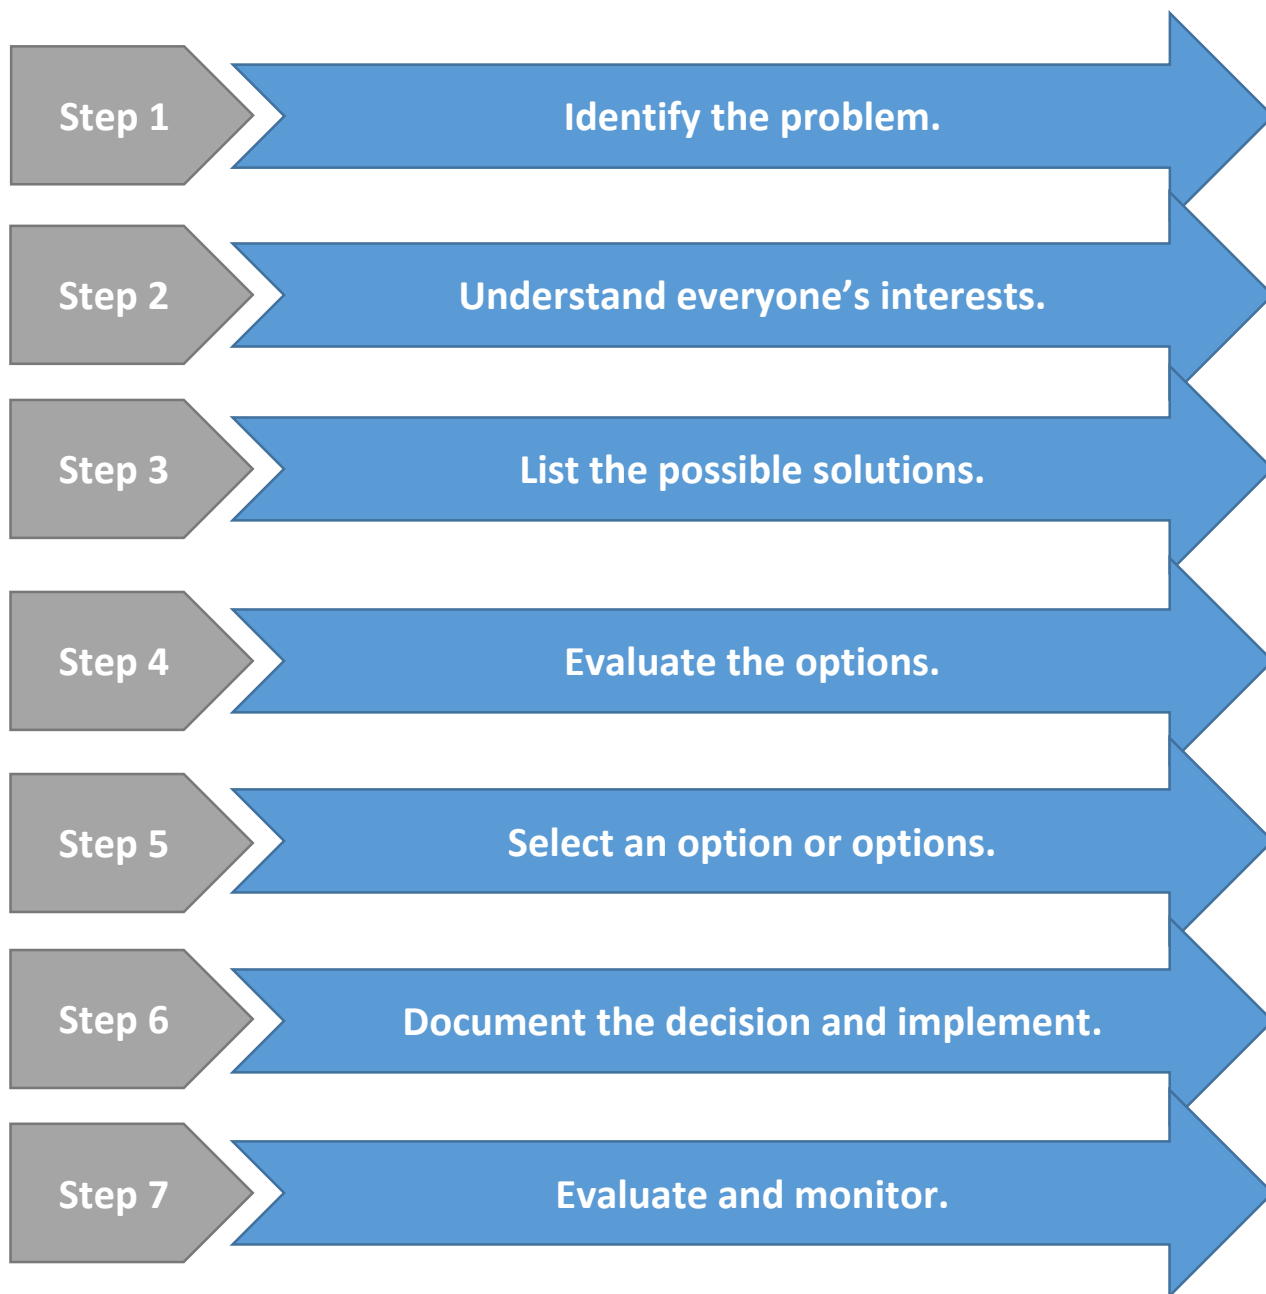 Step 1
Identify the problem.
Step 2
Understand everyone’s interests.
Step 3
List the possible solutions.
Step 4
Evaluate the options.
Step 5
Select an option or options.
Step 6
Document the decision and implement.
Step 7
Evaluate and monitor.